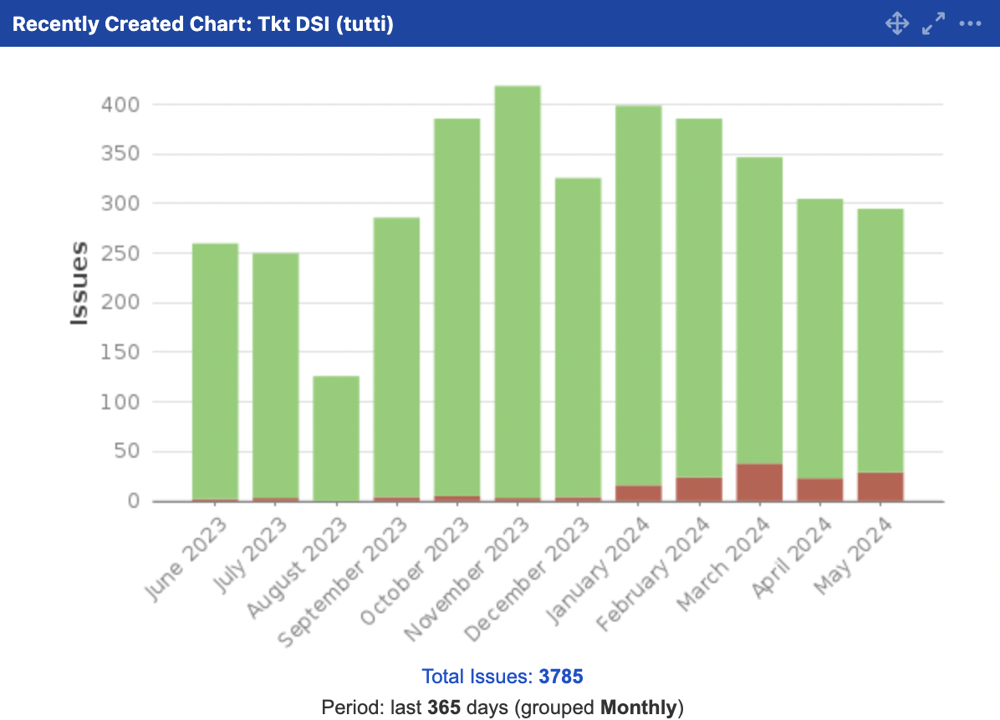 Recently Created Chart: Tkt DSI (tutti)
400
350
300
250
200
150
100
50
0
Issues
June 2023
July 2023
August 2023
September 2023
October 2023
November 2023
December 2023
January 2024
February 2024
March 2024
April 2024
May 2024
Total Issues: 3785
Period: last 365 days (grouped Monthly)